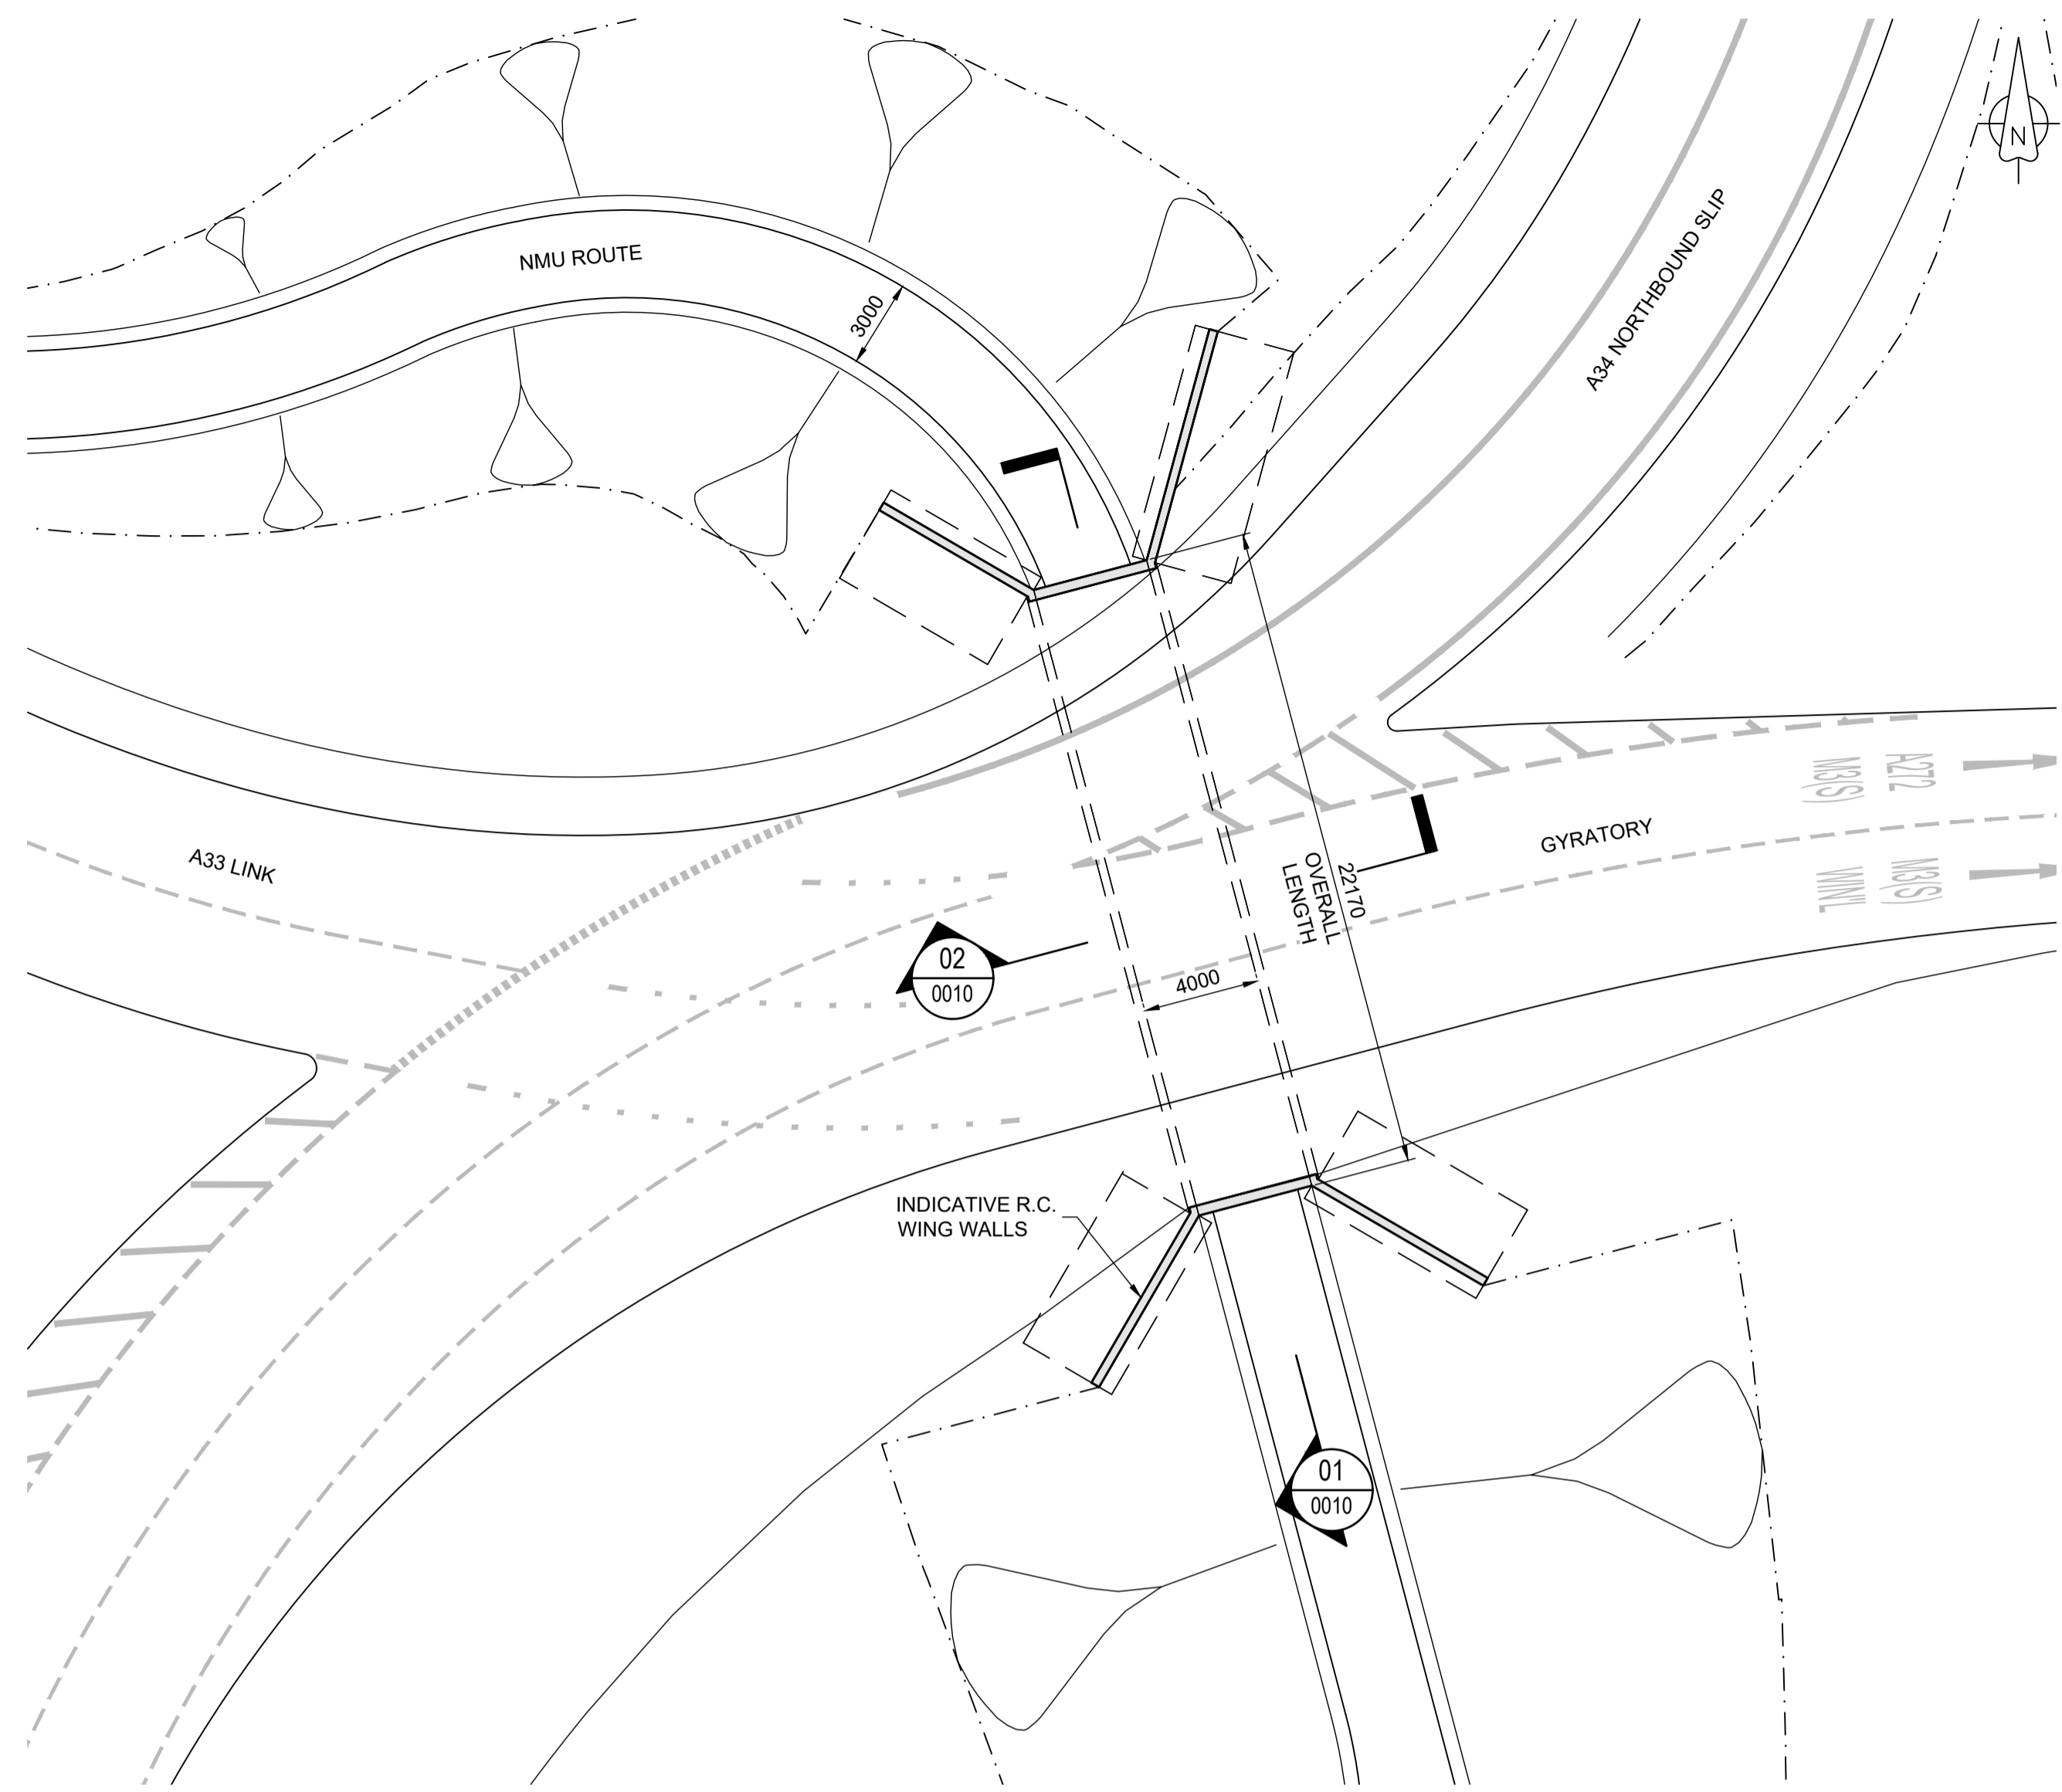 N
NMU ROUTE
3000
A34 NORTHBOUND SLIP
A272
M3(S)
GYRATORY
A33 LINK
M3(S)
WIN.
22170
OVERALL
LENGTH
02
0010
4000
INDICATIVE R.C.
WING WALLS
01
0010